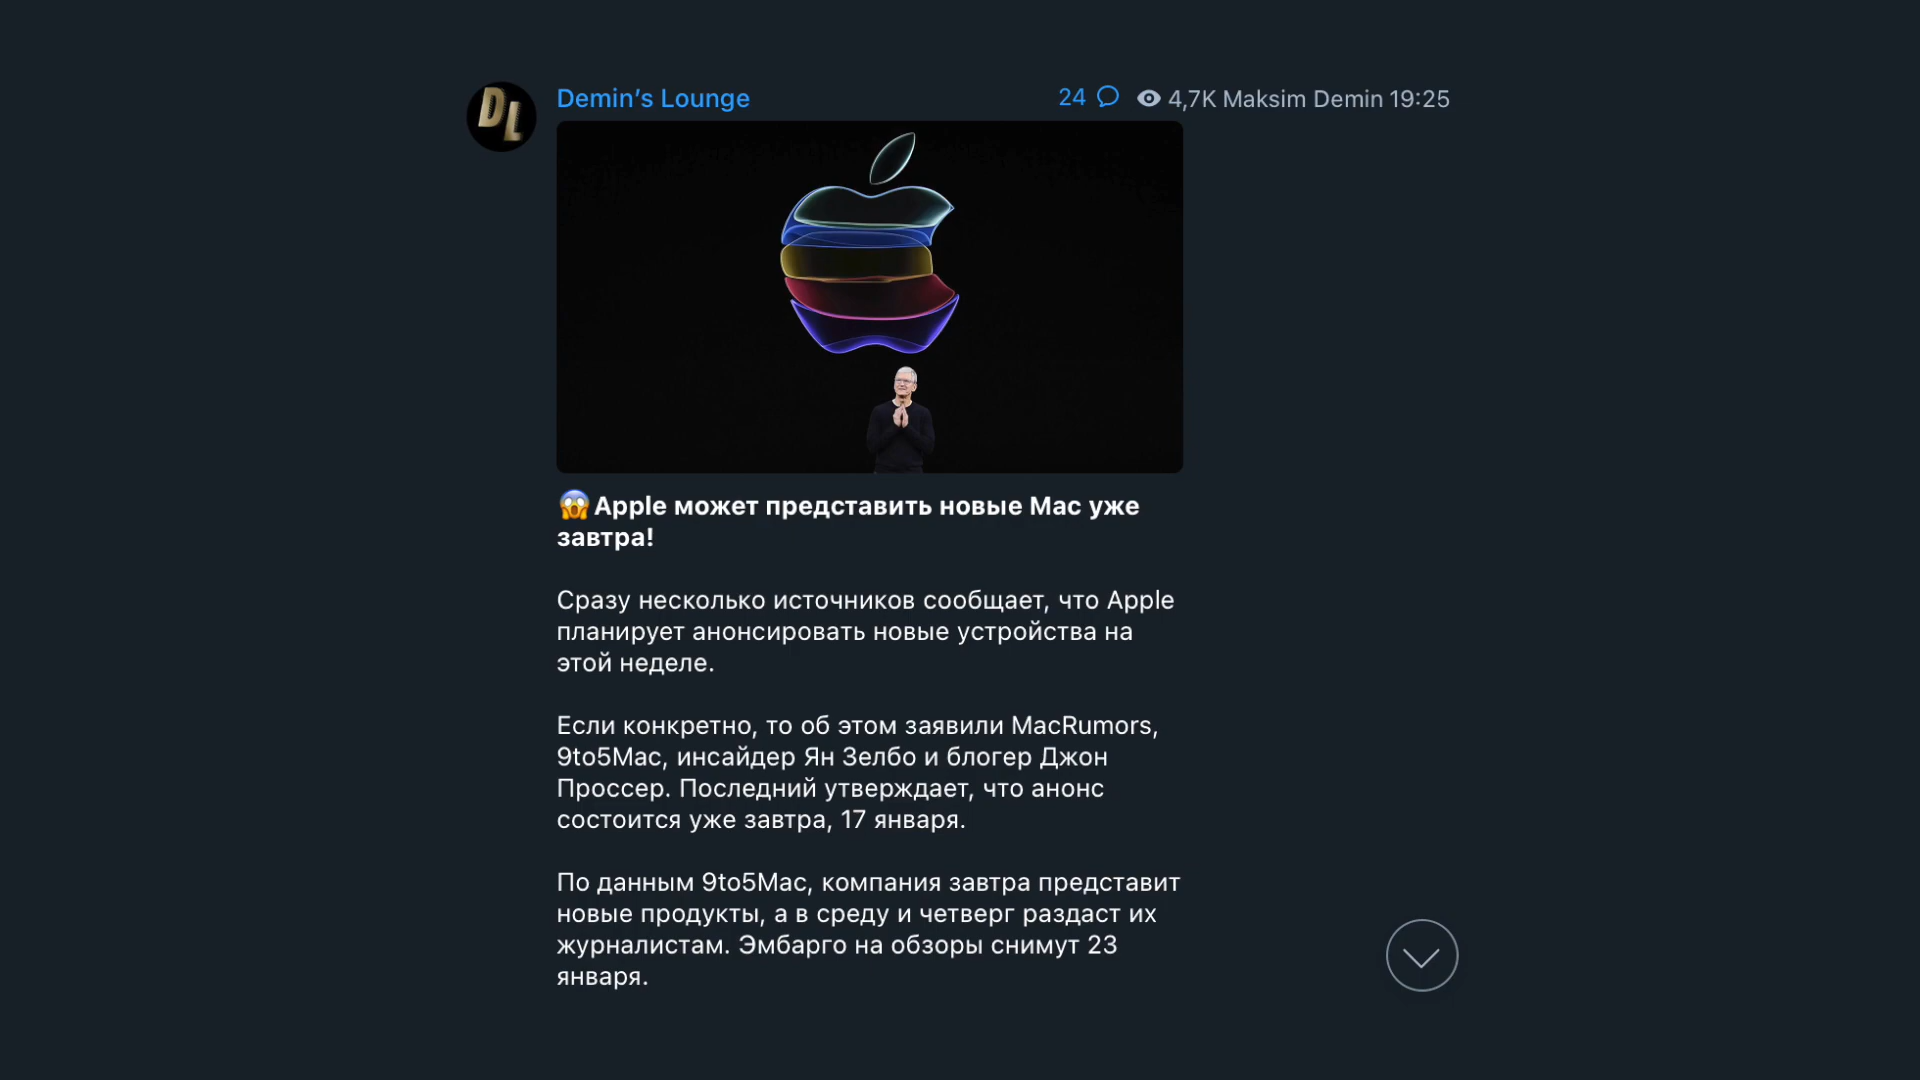 DL
Demin’s Lounge
24 4,7K Maksim Demin 19:25
😱Apple может представить новые Mac уже
завтра!
Сразу несколько источников сообщает, что Apple
планирует анонсировать новые устройства на
этой неделе.
Если конкретно, то об этом заявили MacRumors,
9to5Mac, инсайдер Ян Зелбо и блогер Джон
Проссер. Последний утверждает, что анонс
состоится уже завтра, 17 января.
По данным 9to5Mac, компания завтра представит
новые продукты, а в среду и четверг раздаст их
журналистам. Эмбарго на обзоры снимут 23
января.